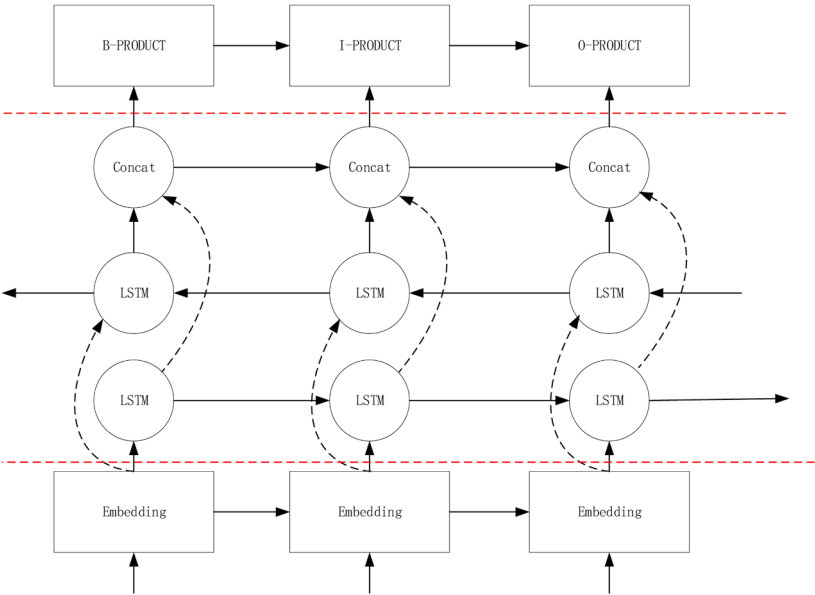 B-PRODUCT
I-PRODUCT
O-PRODUCT
Concat
Concat
Concat
LSTM
LSTM
LSTM
LSTM
LSTM
LSTM
Embedding
Embedding
Embedding